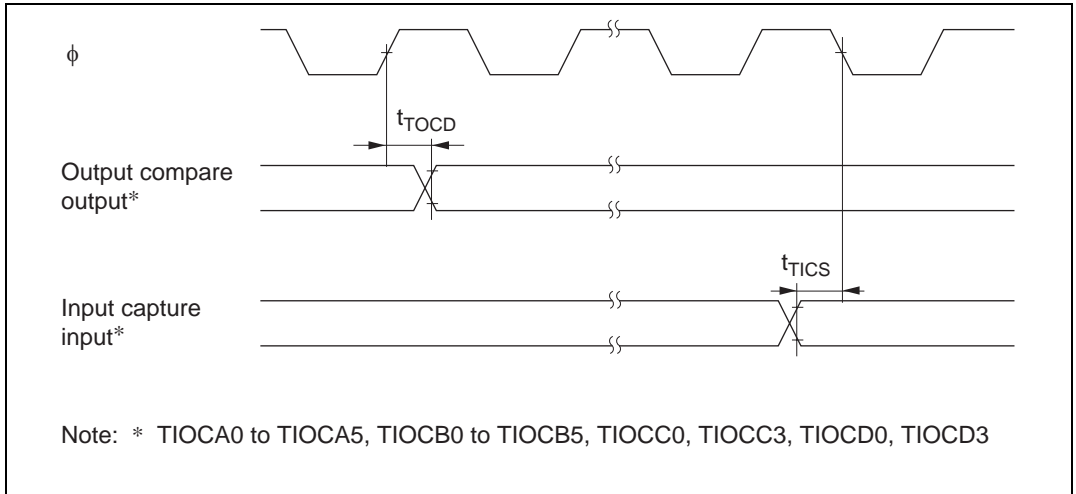 ϕ
tTOCD
Output compare
output*
tTICS
Input capture
input*
Note: * TIOCA0 to TIOCA5, TIOCB0 to TIOCB5, TIOCC0, TIOCC3, TIOCD0, TIOCD3